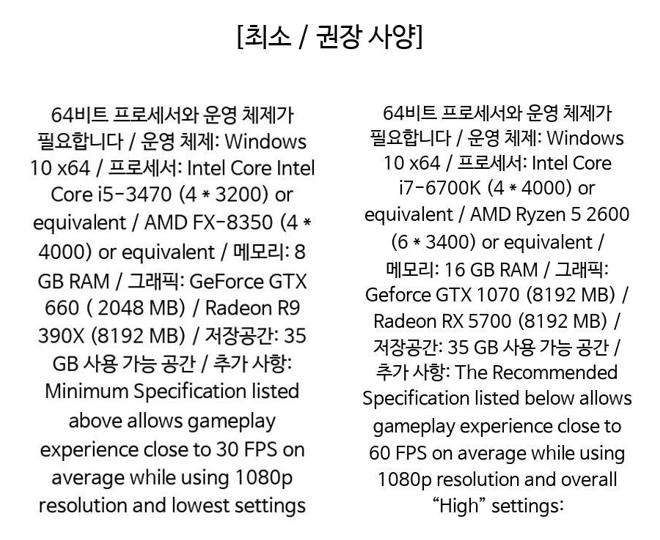 [최소 / 권장 사양]
64비트 프로세서와 운영 체제가
필요합니다 / 운영 체제: Windows
10 x64 / 프로세서: Intel Core Intel
Core i5-3470 (4 * 3200) or
equivalent / AMD FX-8350 (4 *
4000) or equivalent / 메모리: 8
GB RAM / 그래픽: GeForce GTX
660 ( 2048 MB) / Radeon R9
390X (8192 MB) / 저장공간: 35
GB 사용 가능 공간 / 추가 사항:
Minimum Specification listed
above allows gameplay
experience close to 30 FPS on
average while using 1080p
resolution and lowest settings
64비트 프로세서와 운영 체제가
필요합니다 / 운영 체제: Windows
10 x64 / 프로세서: Intel Core
i7-6700K (4 * 4000) or
equivalent / AMD Ryzen 5 2600
(6 * 3400) or equivalent /
메모리: 16 GB RAM / 그래픽:
Geforce GTX 1070 (8192 MB) /
Radeon RX 5700 (8192 MB) /
저장공간: 35 GB 사용 가능 공간 /
추가 사항: The Recommended
Specification listed below allows
gameplay experience close to
60 FPS on average while using
1080p resolution and overall
“High” settings: